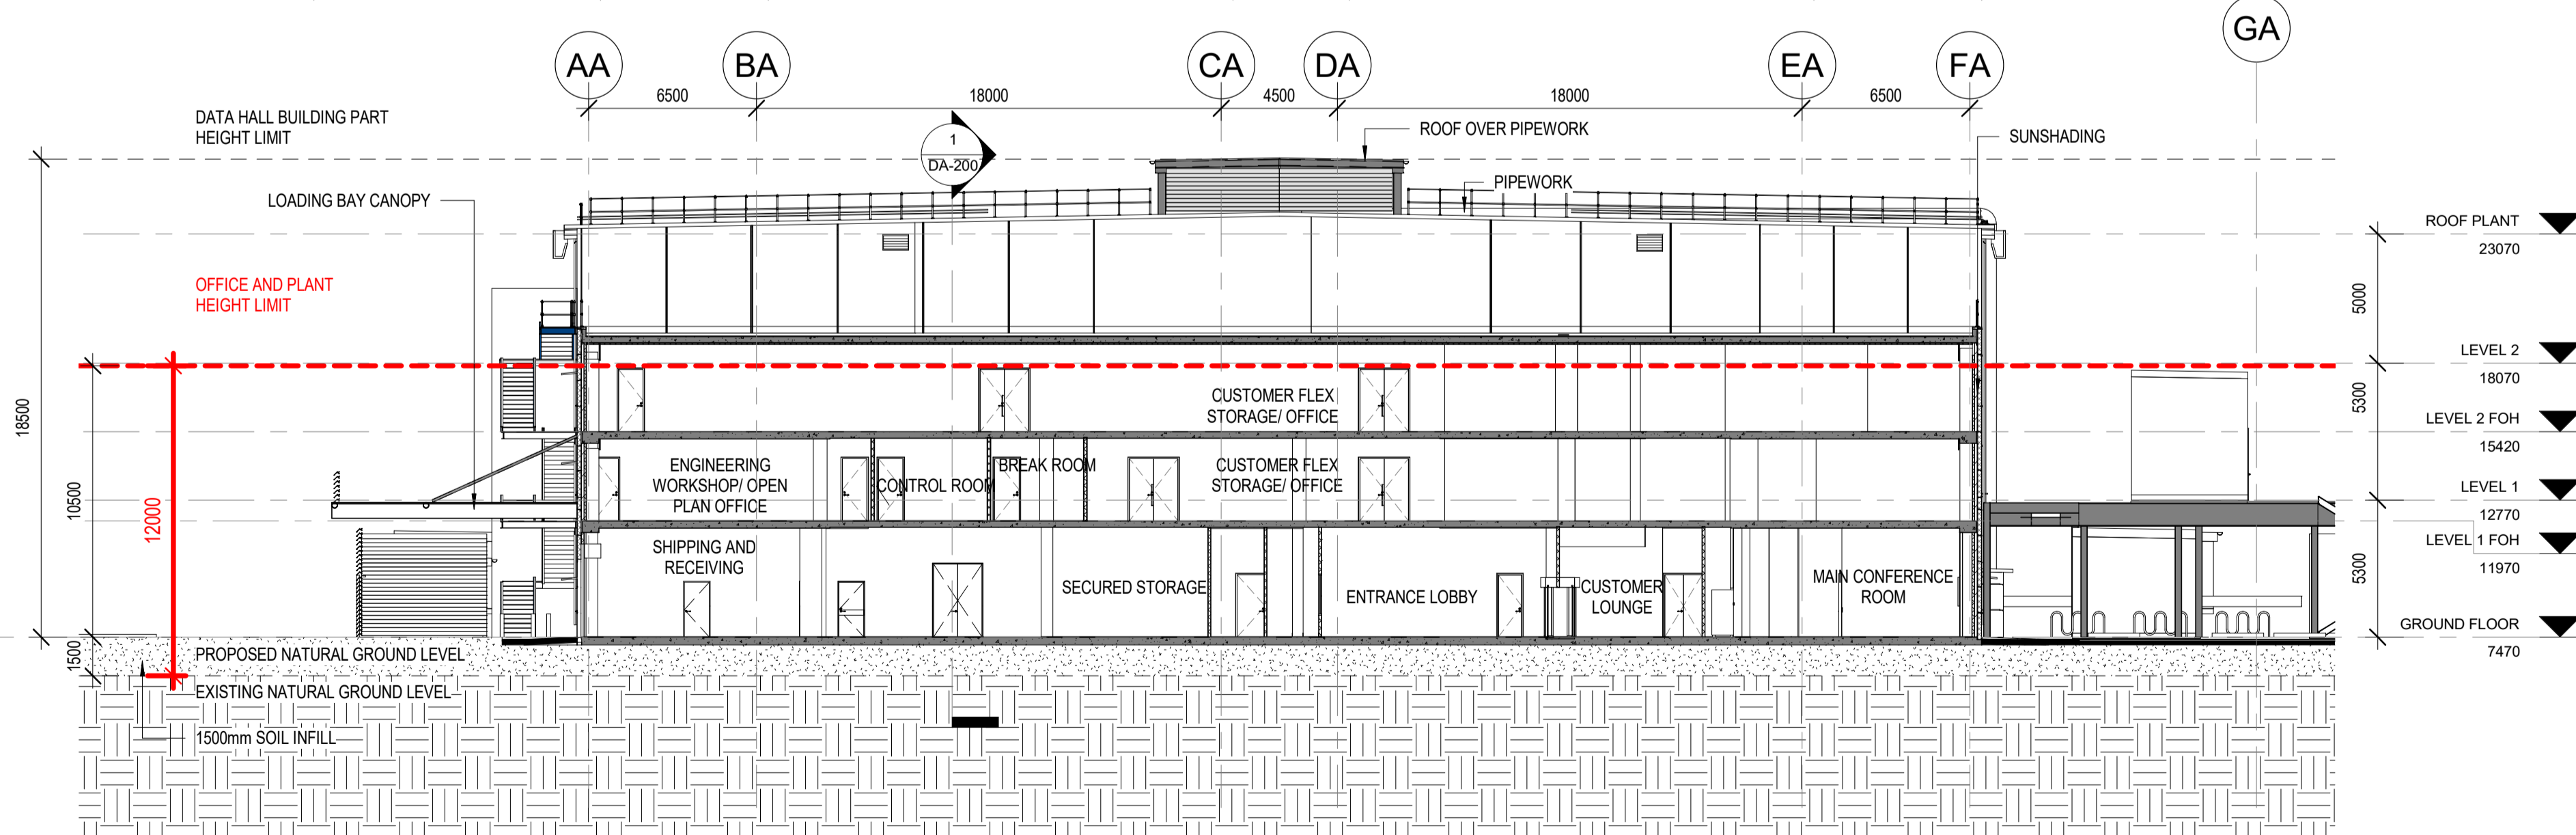 AA
BA
CA
DA
EA
FA
GA
6500
18000
4500
18000
6500
DATA HALL BUILDING PART
HEIGHT LIMIT
1
DA-200
ROOF OVER PIPEWORK
SUNSHADING
LOADING BAY CANOPY
PIPEWORK
ROOF PLANT
23070
OFFICE AND PLANT
HEIGHT LIMIT
5000
LEVEL 2
18070
18500
CUSTOMER FLEX
STORAGE/ OFFICE
5300
LEVEL 2 FOH
15420
10500
12000
ENGINEERING
WORKSHOP/ OPEN
PLAN OFFICE
CONTROL ROOM
BREAK ROOM
CUSTOMER FLEX
STORAGE/ OFFICE
LEVEL 1
12770
LEVEL 1 FOH
11970
SHIPPING AND
RECEIVING
SECURED STORAGE
ENTRANCE LOBBY
CUSTOMER
LOUNGE
MAIN CONFERENCE
ROOM
5300
GROUND FLOOR
7470
1500
PROPOSED NATURAL GROUND LEVEL
EXISTING NATURAL GROUND LEVEL
1500mm SOIL INFILL